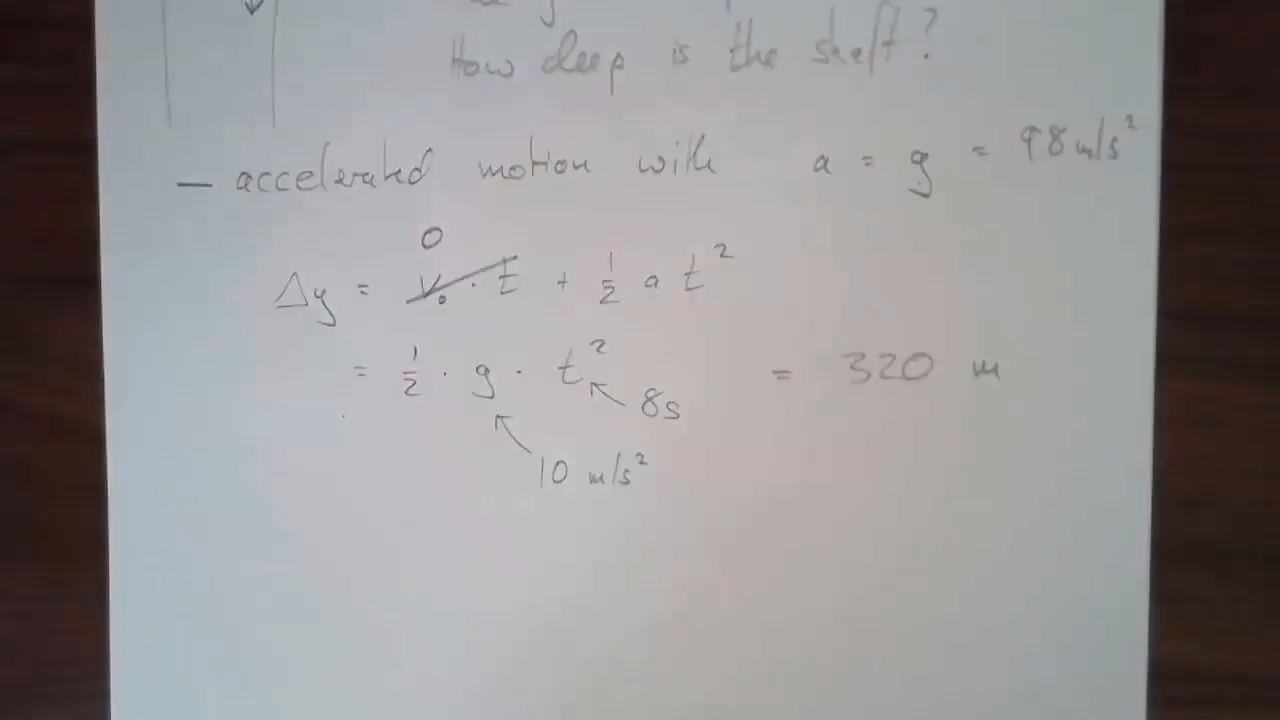 How deep is the shaft?
— accelerated motion with a = g = 9.8 m/s²
0
Δy = v₀ · t + 1/2 a t²
= 1/2 · g · t² = 320 m
8s
10 m/s²